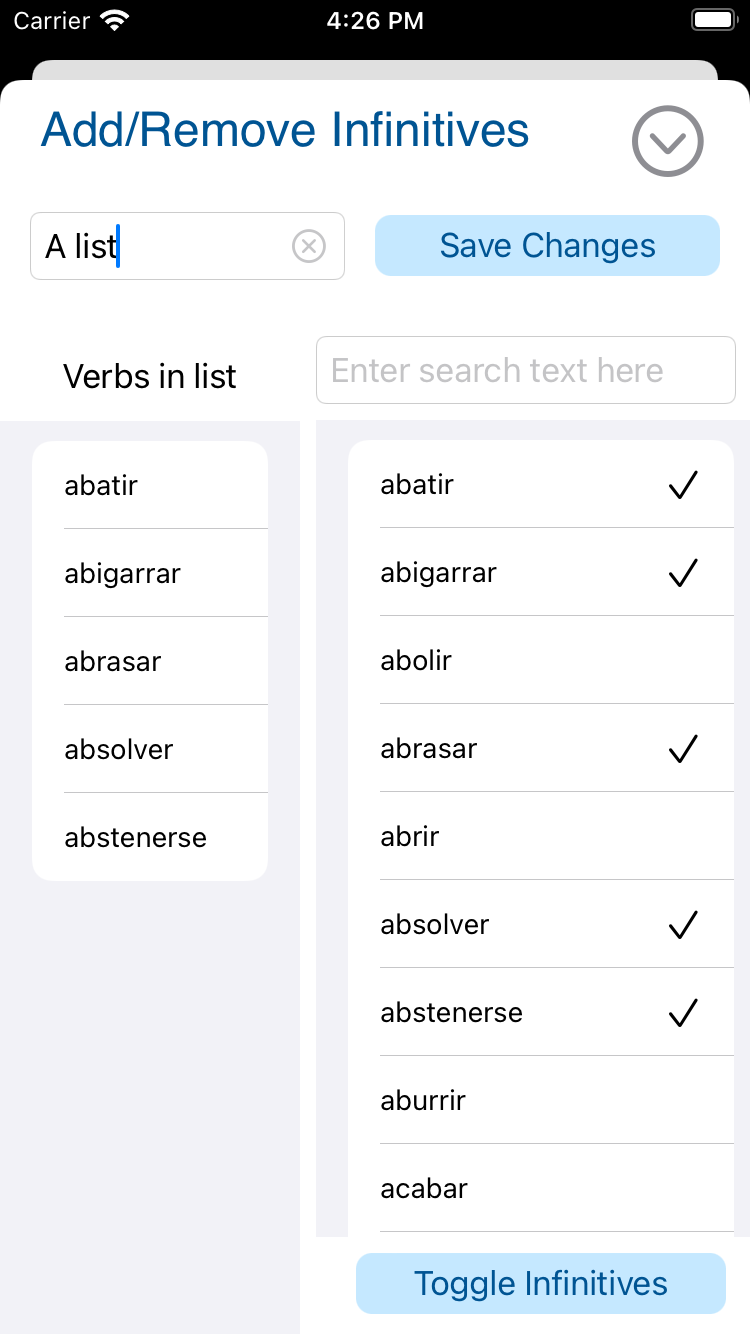 Carrier 4:26 PM
Add/Remove Infinitives
A list Save Changes
Verbs in list Enter search text here
abatir
abigarrar
abrasar
absolver
abstenerse
abatir
abigarrar
abolir
abrasar
abrir
absolver
abstenerse
aburrir
acabar
Toggle Infinitives